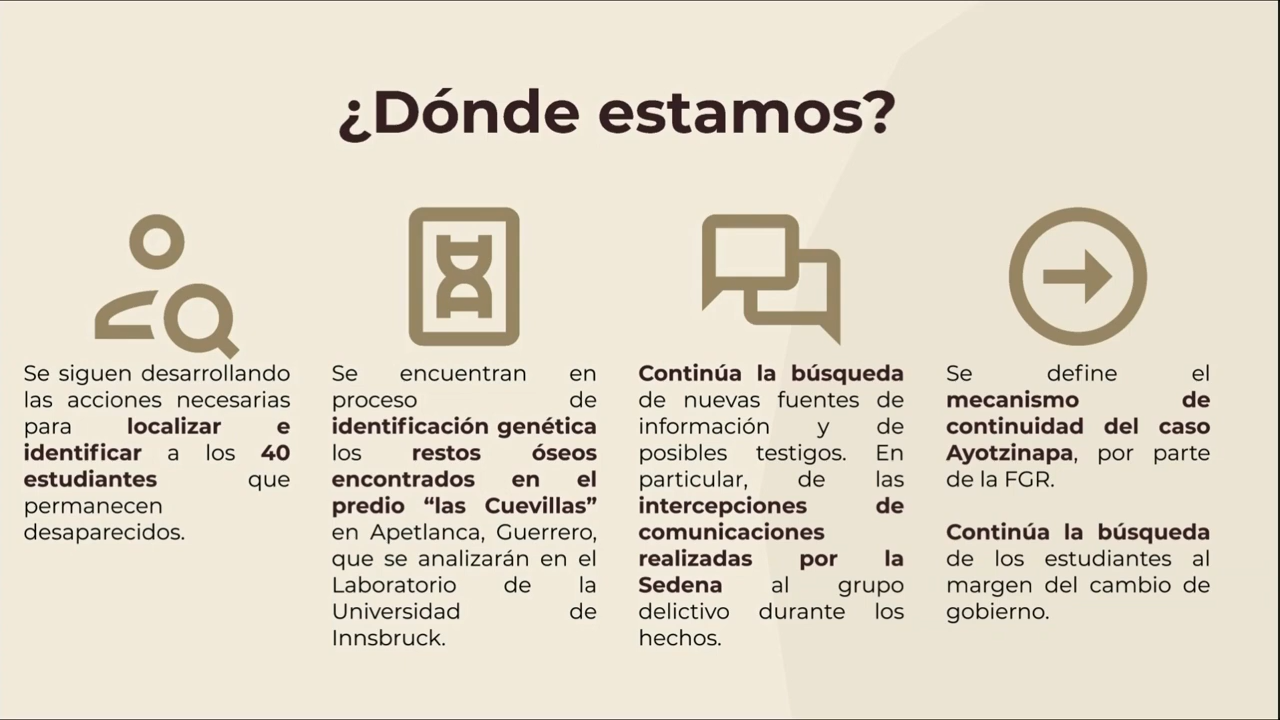 ¿Dónde estamos?
Se siguen desarrollando
las acciones necesarias
para localizar e
identificar a los 40
estudiantes que
permanecen
desaparecidos.
Se encuentran en
proceso de
identificación genética
los restos óseos
encontrados en el
predio “las Cuevillas”
en Apetlanca, Guerrero,
que se analizarán en el
Laboratorio de la
Universidad de
Innsbruck.
Continúa la búsqueda
de nuevas fuentes de
información y de
posibles testigos. En
particular, de las
intercepciones de
comunicaciones
realizadas por la
Sedena al grupo
delictivo durante los
hechos.
Se define el
mecanismo de
continuidad del caso
Ayotzinapa, por parte
de la FGR.
Continúa la búsqueda
de los estudiantes al
margen del cambio de
gobierno.